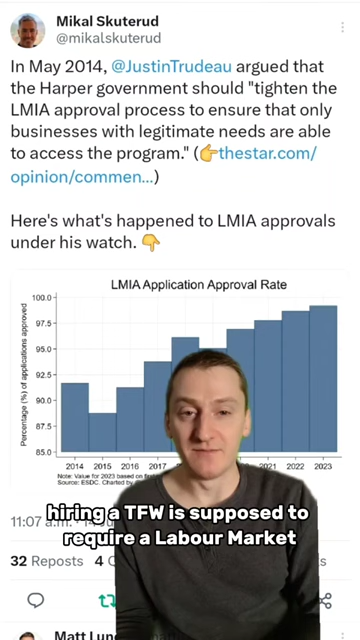 Mikal Skuterud
@mikalskuterud
In May 2014, @JustinTrudeau argued that
the Harper government should "tighten the
LMIA approval process to ensure that only
businesses with legitimate needs are able
to access the program." (👉thestar.com/
opinion/commen...)
Here's what's happened to LMIA approvals
under his watch. 👇
LMIA Application Approval Rate
Percentage (%) of applications approved
100.0
97.5
95.0
92.5
90.0
87.5
85.0
2014 2015 2016 2017 2021 2022 2023
Note: Value for 2023 based on
Source: ESDC. Charted by
hiring a TFW is supposed to
require a Labour Market
11:07 a.m.
32 Reposts 4
Matt